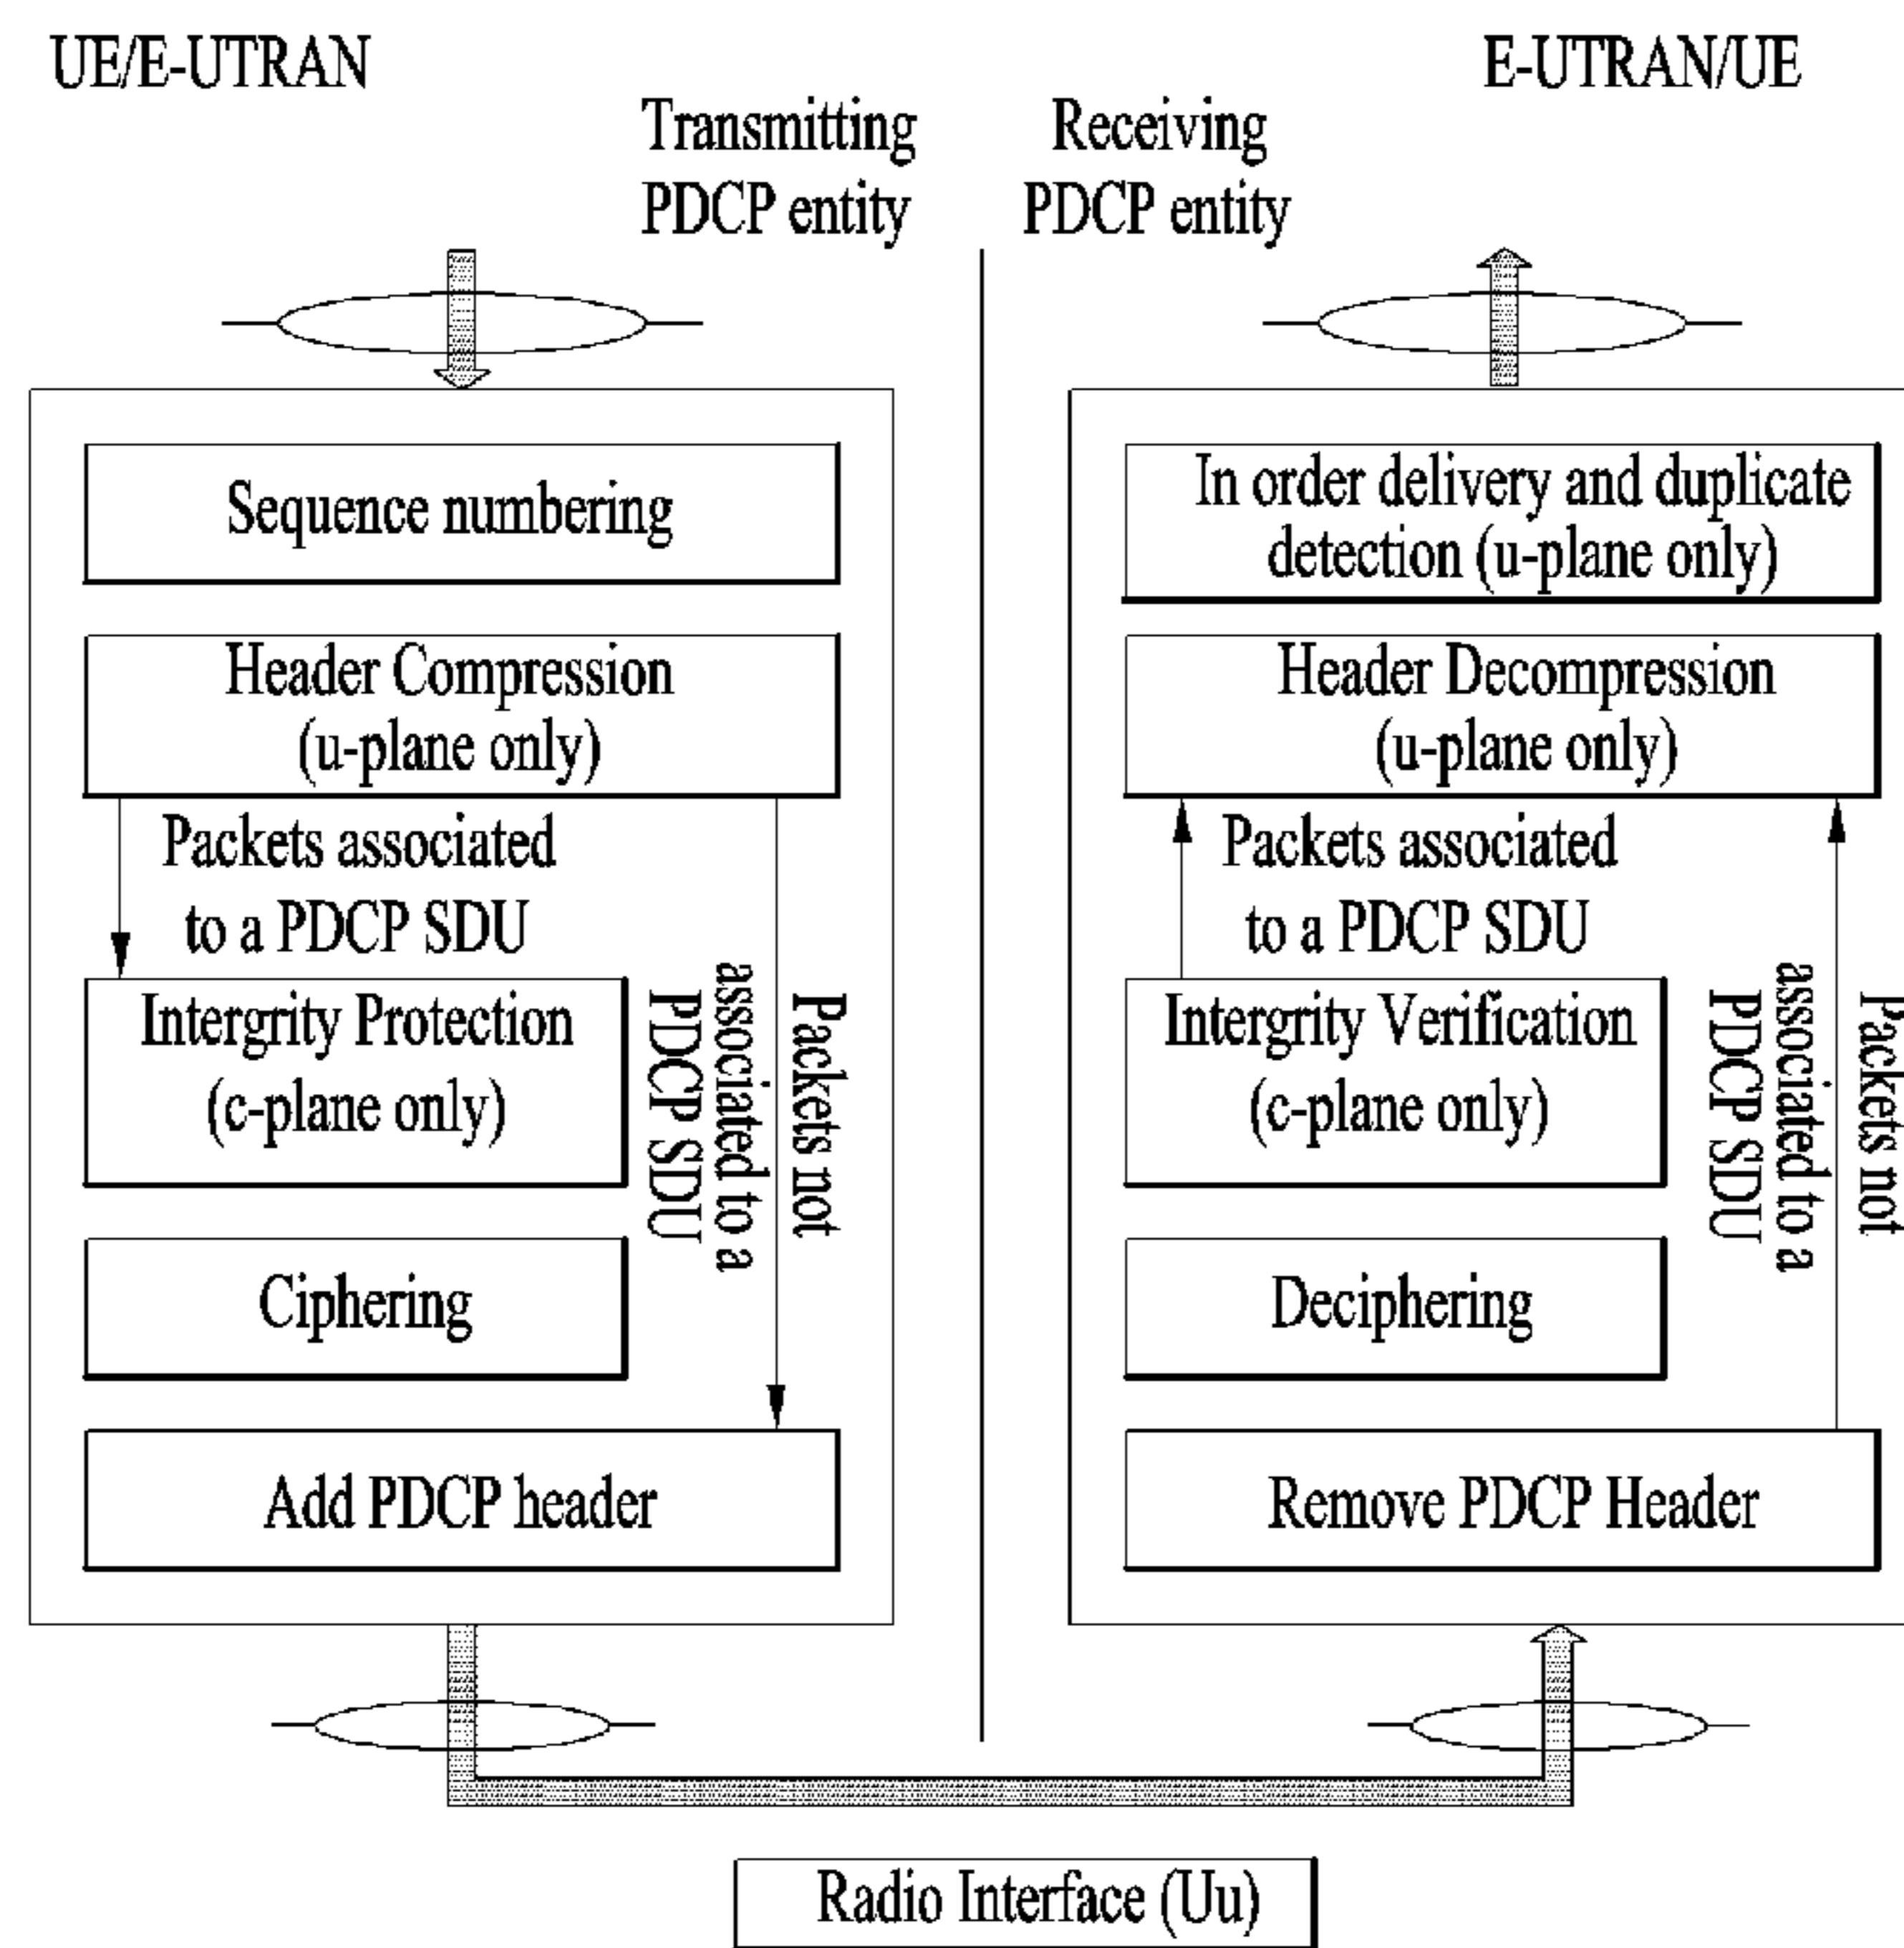 UE/E-UTRAN
E-UTRAN/UE
Transmitting
PDCP entity
Receiving
PDCP entity
Sequence numbering
Header Compression
(u-plane only)
Packets associated
to a PDCP SDU
Packets not
associated to a
PDCP SDU
Intergrity Protection
(c-plane only)
Ciphering
Add PDCP header
In order delivery and duplicate
detection (u-plane only)
Header Decompression
(u-plane only)
Packets associated
to a PDCP SDU
Packets not
associated to a
PDCP SDU
Intergrity Verification
(c-plane only)
Deciphering
Remove PDCP Header
Radio Interface (Uu)